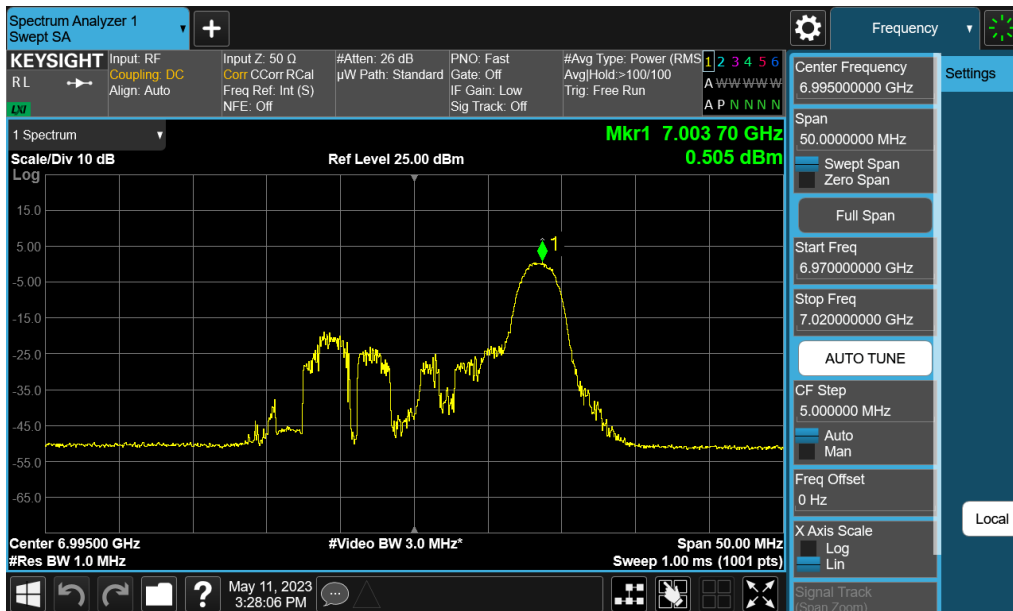 Spectrum Analyzer 1
Swept SA
+
Frequency
KEYSIGHT
R L
LXI
Input: RF
Coupling: DC
Align: Auto
Input Z: 50 Ω
Corr CCorr RCal
Freq Ref: Int (S)
NFE: Off
#Atten: 26 dB
µW Path: Standard
PNO: Fast
Gate: Off
IF Gain: Low
Sig Track: Off
#Avg Type: Power (RMS
Avg|Hold:>100/100
Trig: Free Run
1 2 3 4 5 6
A W W W W W
A P N N N N
1 Spectrum
Mkr1 7.003 70 GHz
0.505 dBm
Scale/Div 10 dB
Ref Level 25.00 dBm
Log
15.0
5.00
-5.00
-15.0
-25.0
-35.0
-45.0
-55.0
-65.0
1
Center 6.99500 GHz
#Video BW 3.0 MHz*
Span 50.00 MHz
#Res BW 1.0 MHz
Sweep 1.00 ms (1001 pts)
Center Frequency
6.995000000 GHz
Span
50.0000000 MHz
Swept Span
Zero Span
Full Span
Start Freq
6.970000000 GHz
Stop Freq
7.020000000 GHz
AUTO TUNE
CF Step
5.000000 MHz
Auto
Man
Freq Offset
0 Hz
X Axis Scale
Log
Lin
Signal Track
(Span Zoom)
Settings
Local
?
May 11, 2023
3:28:06 PM